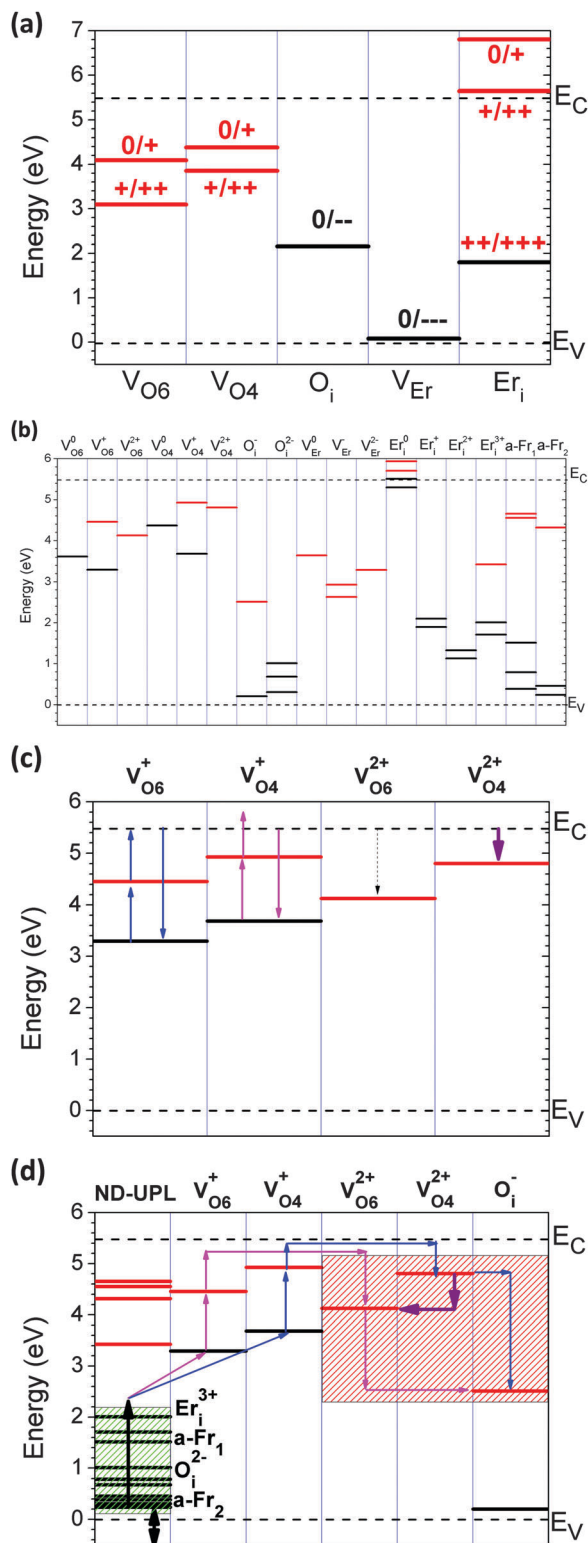 (a)
7
6
5
4
3
2
1
0
Energy (eV)
0/+
E_C
+/++
0/+
0/+
+/++
+/++
0/--
++/+++
0/---
E_V
V_O6 V_O4 O_i V_Er Er_i
(b)
V^0_O6 V^+_O6 V^2+_O6 V^0_O4 V^+_O4 V^2+_O4 O^-_i O^2-_i V^0_Er V^-_Er V^2-_Er Er^0_i Er^+_i Er^2+_i Er^3+_i a-Fr_1 a-Fr_2
6
5
4
3
2
1
0
Energy (eV)
E_C
E_V
(c)
V^+_O6 V^+_O4 V^2+_O6 V^2+_O4
6
5
4
3
2
1
0
Energy (eV)
E_C
E_V
(d)
ND-UPL V^+_O6 V^+_O4 V^2+_O6 V^2+_O4 O^-_i
6
5
4
3
2
1
0
Energy (eV)
E_C
Er^3+_i
a-Fr_1
O^2-_i
a-Fr_2
E_V